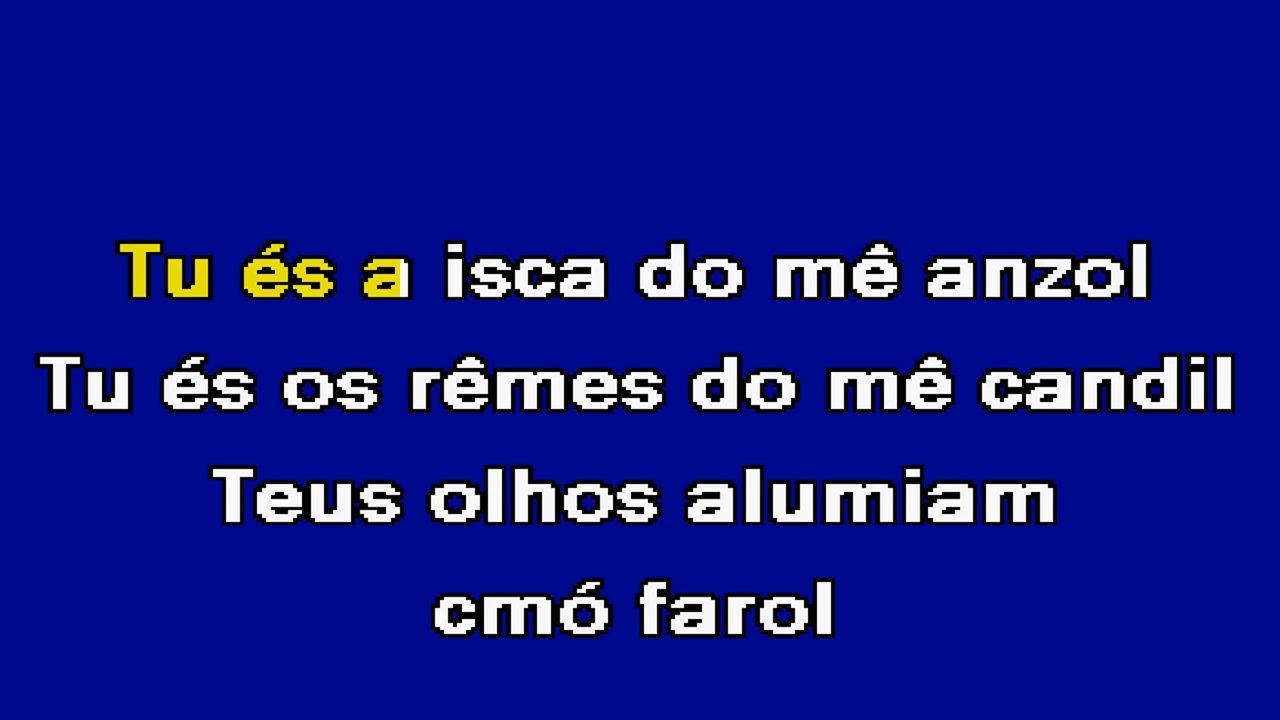 Tu és a isca do mê anzol
Tu és os rêmes do mê candil
Teus olhos alumiam
cmó farol